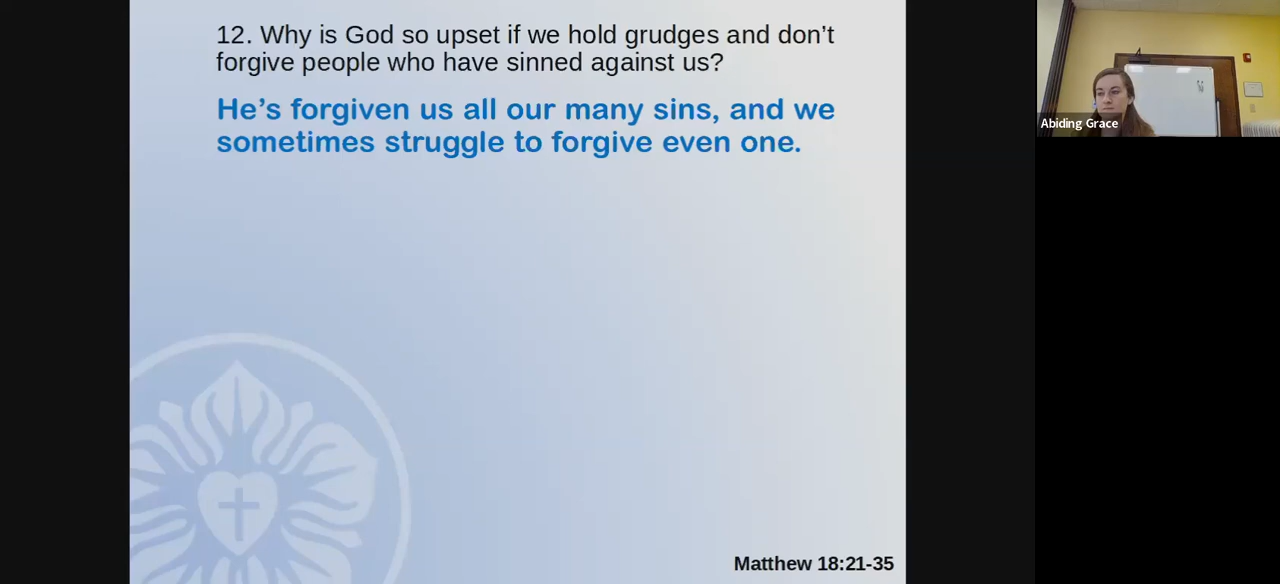 12. Why is God so upset if we hold grudges and don’t
forgive people who have sinned against us?
He’s forgiven us all our many sins, and we
sometimes struggle to forgive even one.
Matthew 18:21-35
Abiding Grace